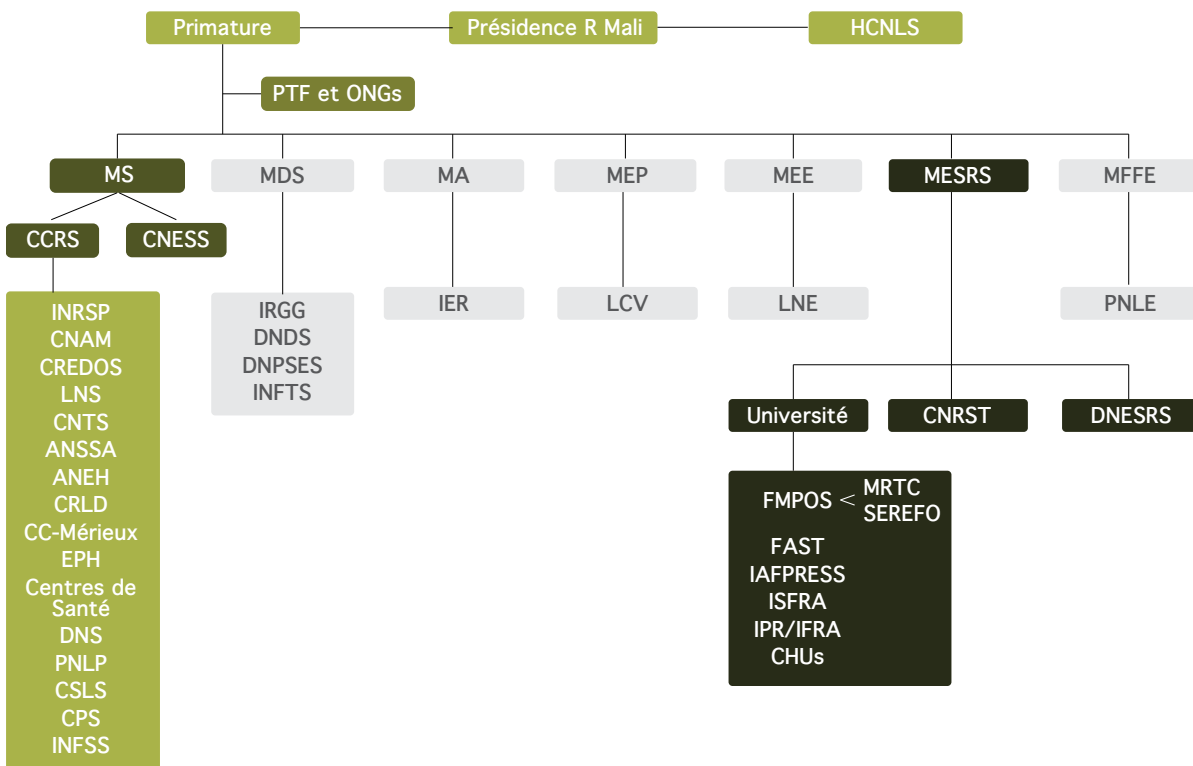 Primature
Présidence R Mali
HCNLS
PTF et ONGs
MS
MDS
MA
MEP
MEE
MESRS
MFFE
CCRS
CNESS
INRSP
CNAM
CREDOS
LNS
CNTS
ANSSA
ANEH
CRLD
CC-Mérieux
EPH
Centres de
Santé
DNS
PNLP
CSLS
CPS
INFSS
IRGG
DNDS
DNPSES
INFTS
IER
LCV
LNE
PNLE
Université
CNRST
DNESRS
FMPOS < MRTC
SEREFO
FAST
IAFPRESS
ISFRA
IPR/IFRA
CHUs